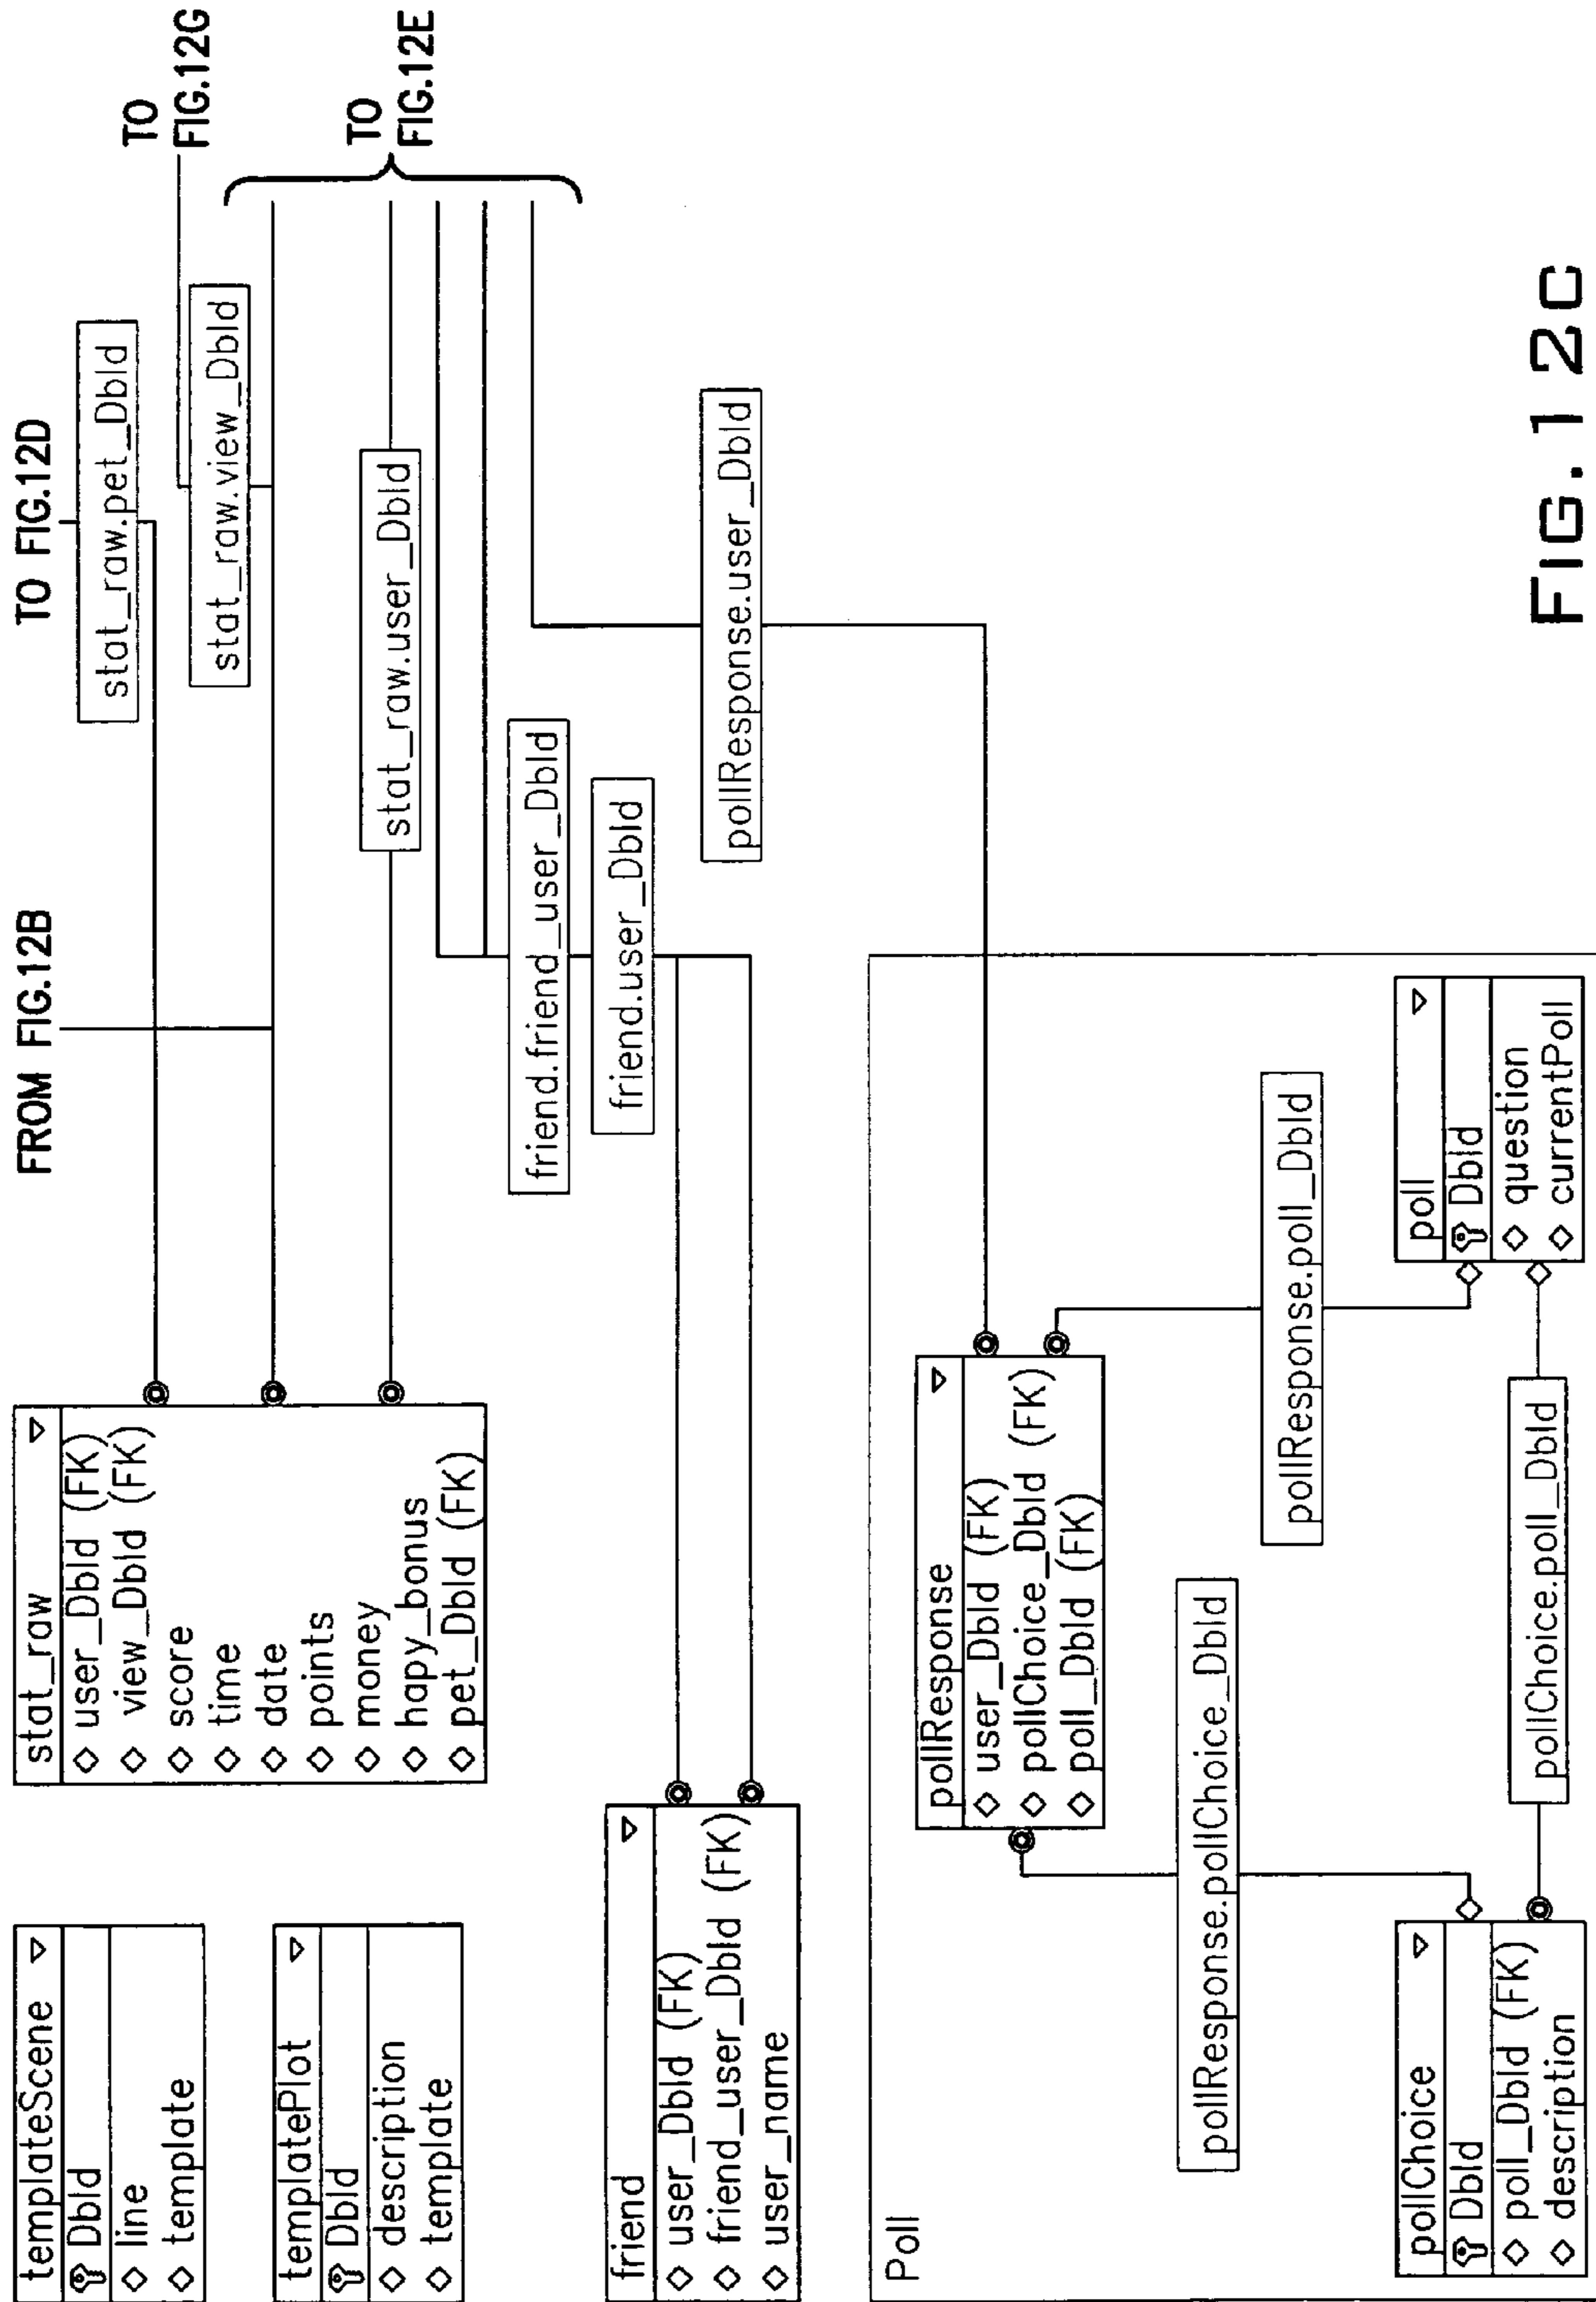 templateScene
DbId
line
template
templatePlot
DbId
description
template
stat_raw
user_DbId (FK)
view_DbId (FK)
score
time
date
points
money
hapy_bonus
pet_DbId (FK)
FROM FIG.12B
TO FIG.12D
stat_raw.pet_DbId
TO
FIG.12G
stat_raw.view_DbId
stat_raw.user_DbId
TO
FIG.12E
friend
user_DbId (FK)
friend_user_DbId (FK)
user_name
friend.friend_user_DbId
friend.user_DbId
pollResponse.user_DbId
Poll
pollResponse
user_DbId (FK)
pollChoice_DbId (FK)
poll_DbId (FK)
pollResponse.pollChoice_DbId
pollResponse.poll_DbId
pollChoice
DbId
poll_DbId (FK)
description
pollChoice.poll_DbId
poll
DbId
question
currentPoll
FIG. 12C